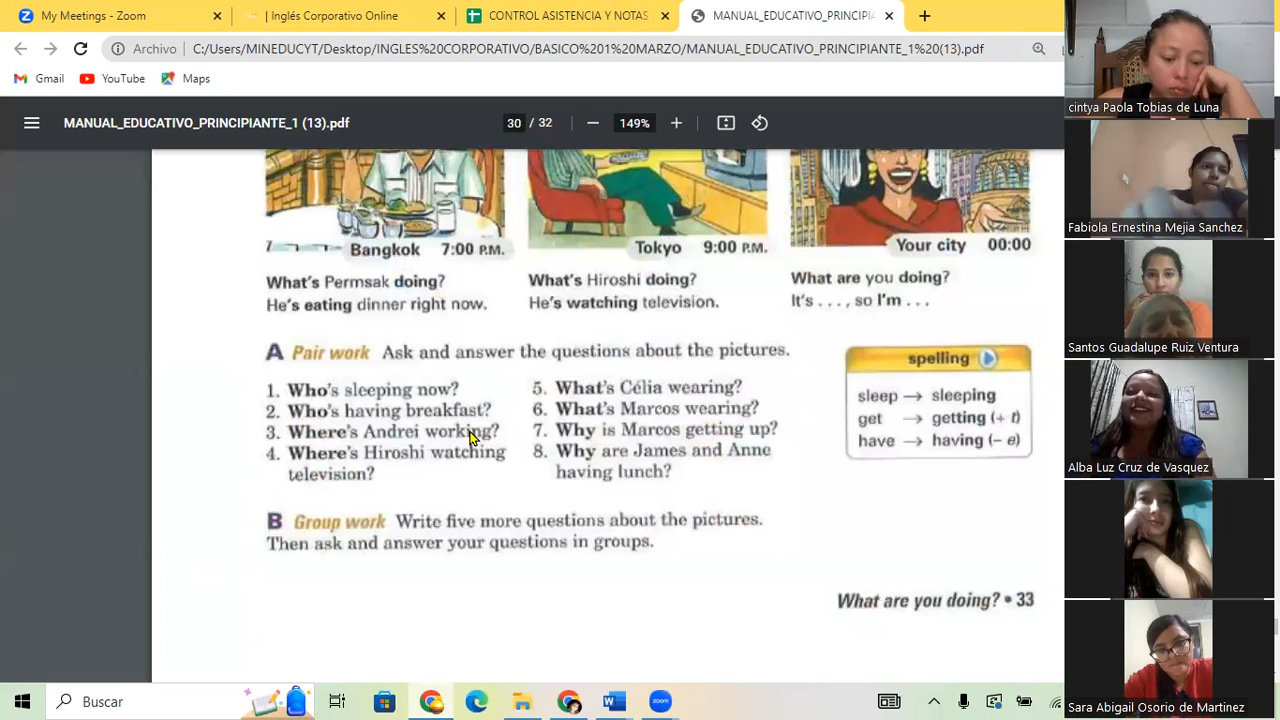 My Meetings - Zoom
| Inglés Corporativo Online
CONTROL ASISTENCIA Y NOTAS
MANUAL_EDUCATIVO_PRINCIPIA
Archivo
C:/Users/MINEDUCYT/Desktop/INGLES%20CORPORATIVO/BASICO%201%20MARZO/MANUAL_EDUCATIVO_PRINCIPIANTE_1%20(13).pdf
Gmail YouTube Maps
MANUAL_EDUCATIVO_PRINCIPIANTE_1 (13).pdf
30 / 32
149%
Bangkok 7:00 P.M.
What's Permsak doing?
He's eating dinner right now.
Tokyo 9:00 P.M.
What's Hiroshi doing?
He's watching television.
Your city 00:00
What are you doing?
It's . . . , so I'm . . .
A Pair work Ask and answer the questions about the pictures.
1. Who's sleeping now?
2. Who's having breakfast?
3. Where's Andrei working?
4. Where's Hiroshi watching
television?
5. What's Célia wearing?
6. What's Marcos wearing?
7. Why is Marcos getting up?
8. Why are James and Anne
having lunch?
spelling
sleep → sleeping
get → getting (+ t)
have → having (− e)
B Group work Write five more questions about the pictures.
Then ask and answer your questions in groups.
What are you doing? • 33
cintya Paola Tobias de Luna
Fabiola Ernestina Mejia Sanchez
Santos Guadalupe Ruiz Ventura
Alba Luz Cruz de Vasquez
Sara Abigail Osorio de Martinez
Buscar
zoom